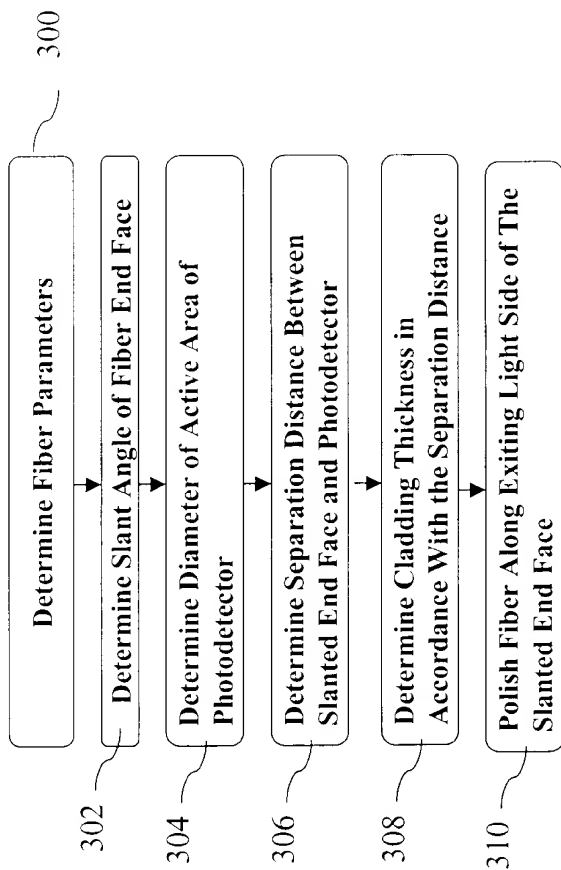 300
Determine Fiber Parameters
302
Determine Slant Angle of Fiber End Face
304
Determine Diameter of Active Area of
Photodetector
306
Determine Separation Distance Between
Slanted End Face and Photodetector
308
Determine Cladding Thickness in
Accordance With the Separation Distance
310
Polish Fiber Along Exiting Light Side of The
Slanted End Face